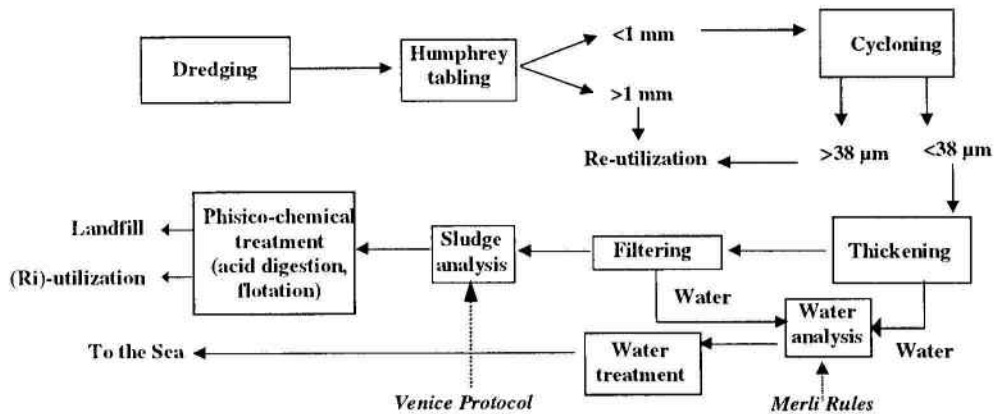 Dredging
Humphrey
tabling
<1 mm
>1 mm
Cycloning
Re-utilization
>38 µm
<38 µm
Landfill
(Ri)-utilization
Phisico-chemical
treatment
(acid digestion,
flotation)
Sludge
analysis
Filtering
Thickening
Water
Water
analysis
Water
To the Sea
Water
treatment
Venice Protocol
Merli Rules